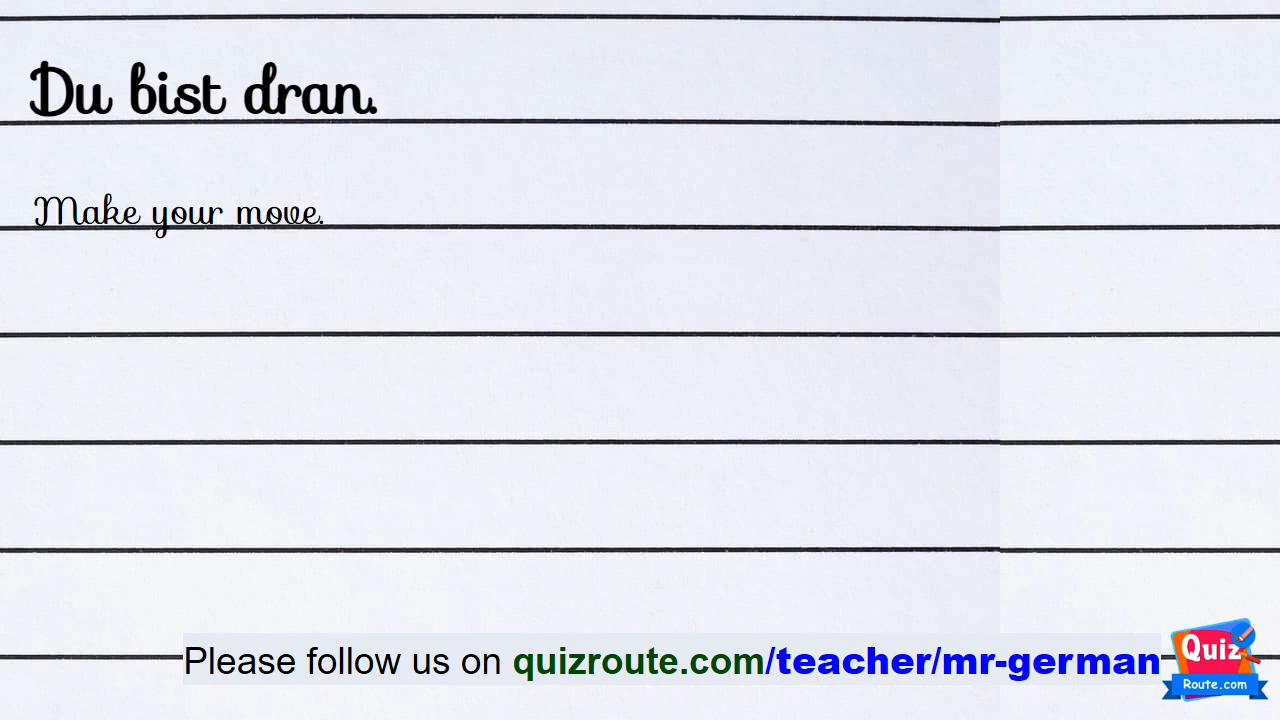 Du bist dran.
Make your move.
Please follow us on quizroute.com/teacher/mr-german
Quiz
Route.com